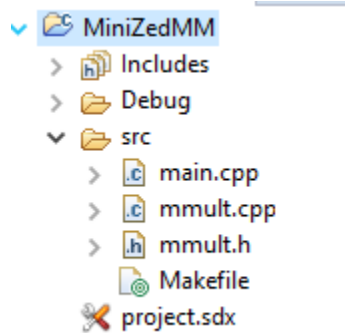 MiniZedMM
Includes
Debug
src
main.cpp
mmult.cpp
mmult.h
Makefile
project.sdx